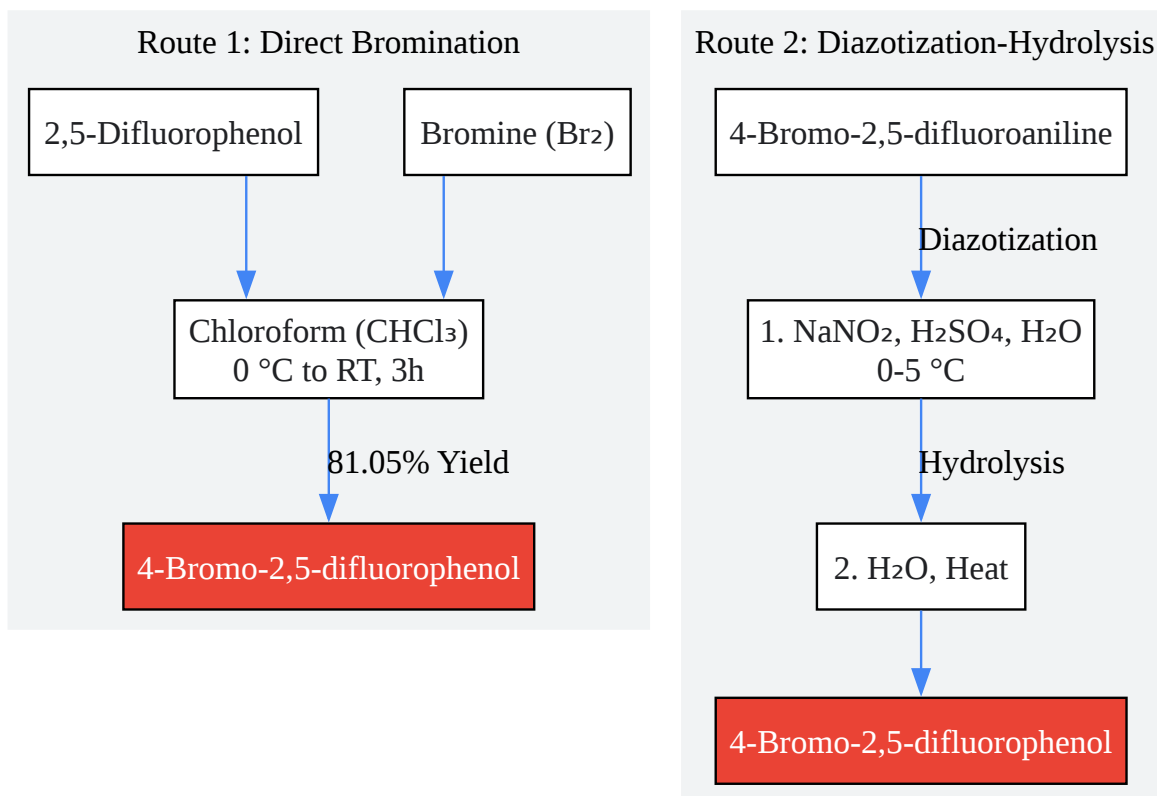 Route 1: Direct Bromination
2,5-Difluorophenol
Bromine (Br₂)
Chloroform (CHCl₃)
0 °C to RT, 3h
81.05% Yield
4-Bromo-2,5-difluorophenol
Route 2: Diazotization-Hydrolysis
4-Bromo-2,5-difluoroaniline
Diazotization
1. NaNO₂, H₂SO₄, H₂O
0-5 °C
Hydrolysis
2. H₂O, Heat
4-Bromo-2,5-difluorophenol